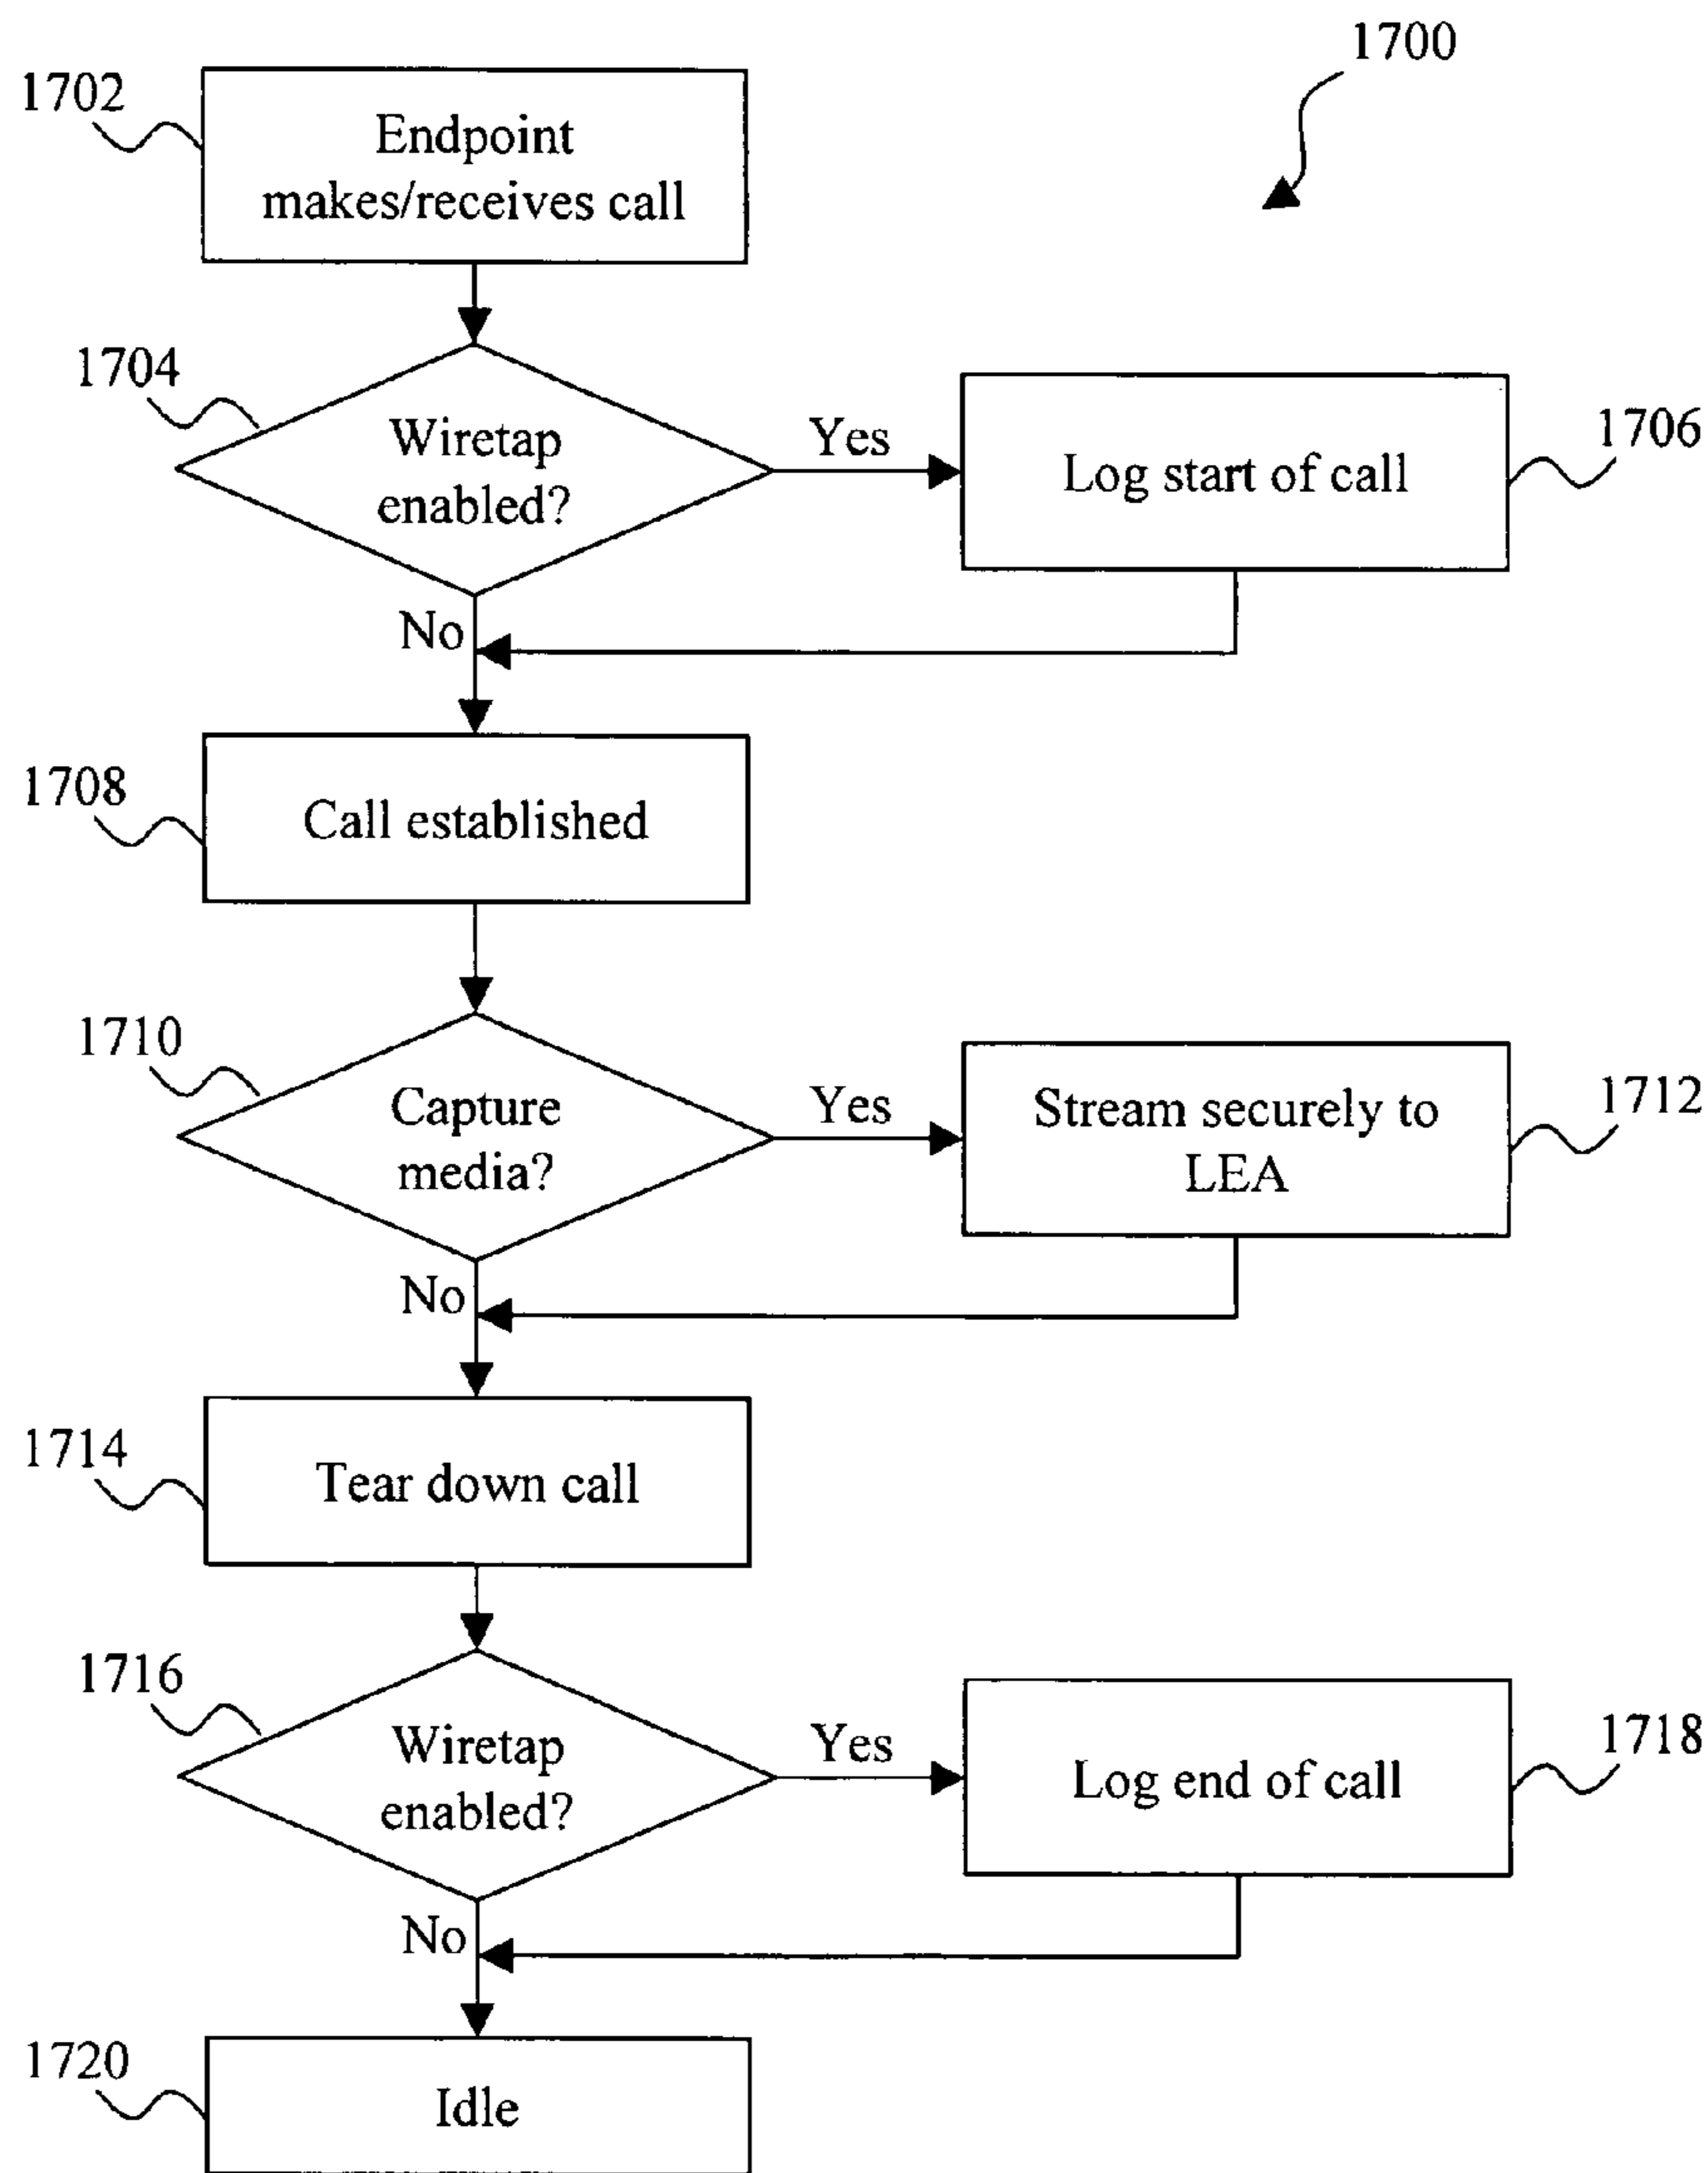 1700
1702
Endpoint
makes/receives call
1704
Wiretap
enabled?
Yes
Log start of call
1706
No
1708
Call established
1710
Capture
media?
Yes
Stream securely to
LEA
1712
No
1714
Tear down call
1716
Wiretap
enabled?
Yes
Log end of call
1718
No
1720
Idle